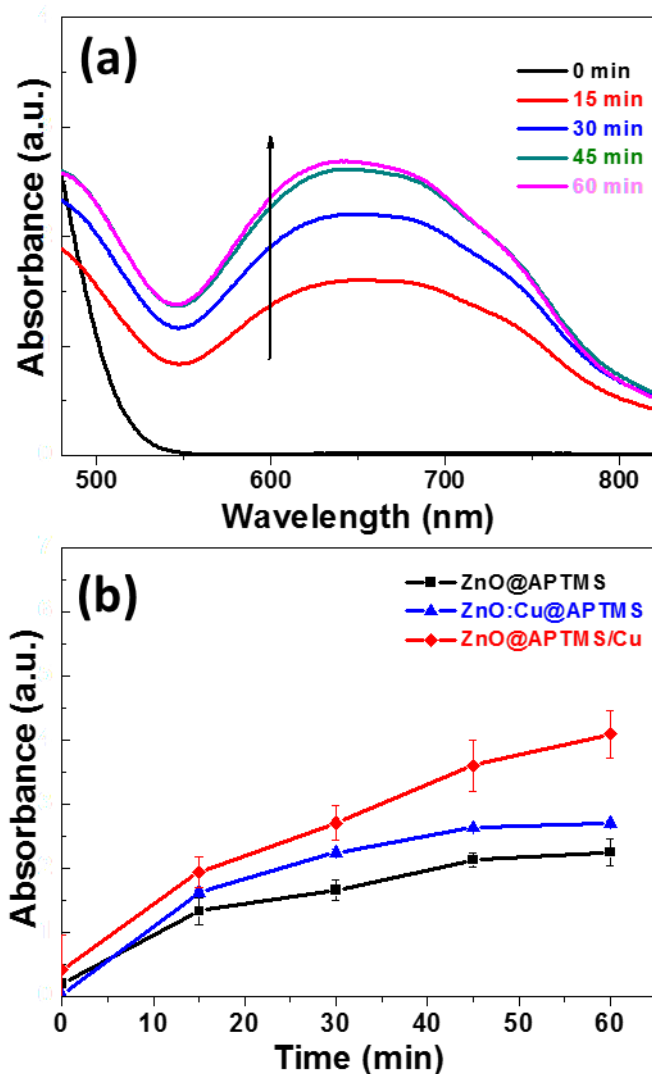 (a)
0 min
15 min
30 min
45 min
60 min
Absorbance (a.u.)
500 600 700 800
Wavelength (nm)
(b)
ZnO@APTMS
ZnO:Cu@APTMS
ZnO@APTMS/Cu
Absorbance (a.u.)
0 10 20 30 40 50 60
Time (min)